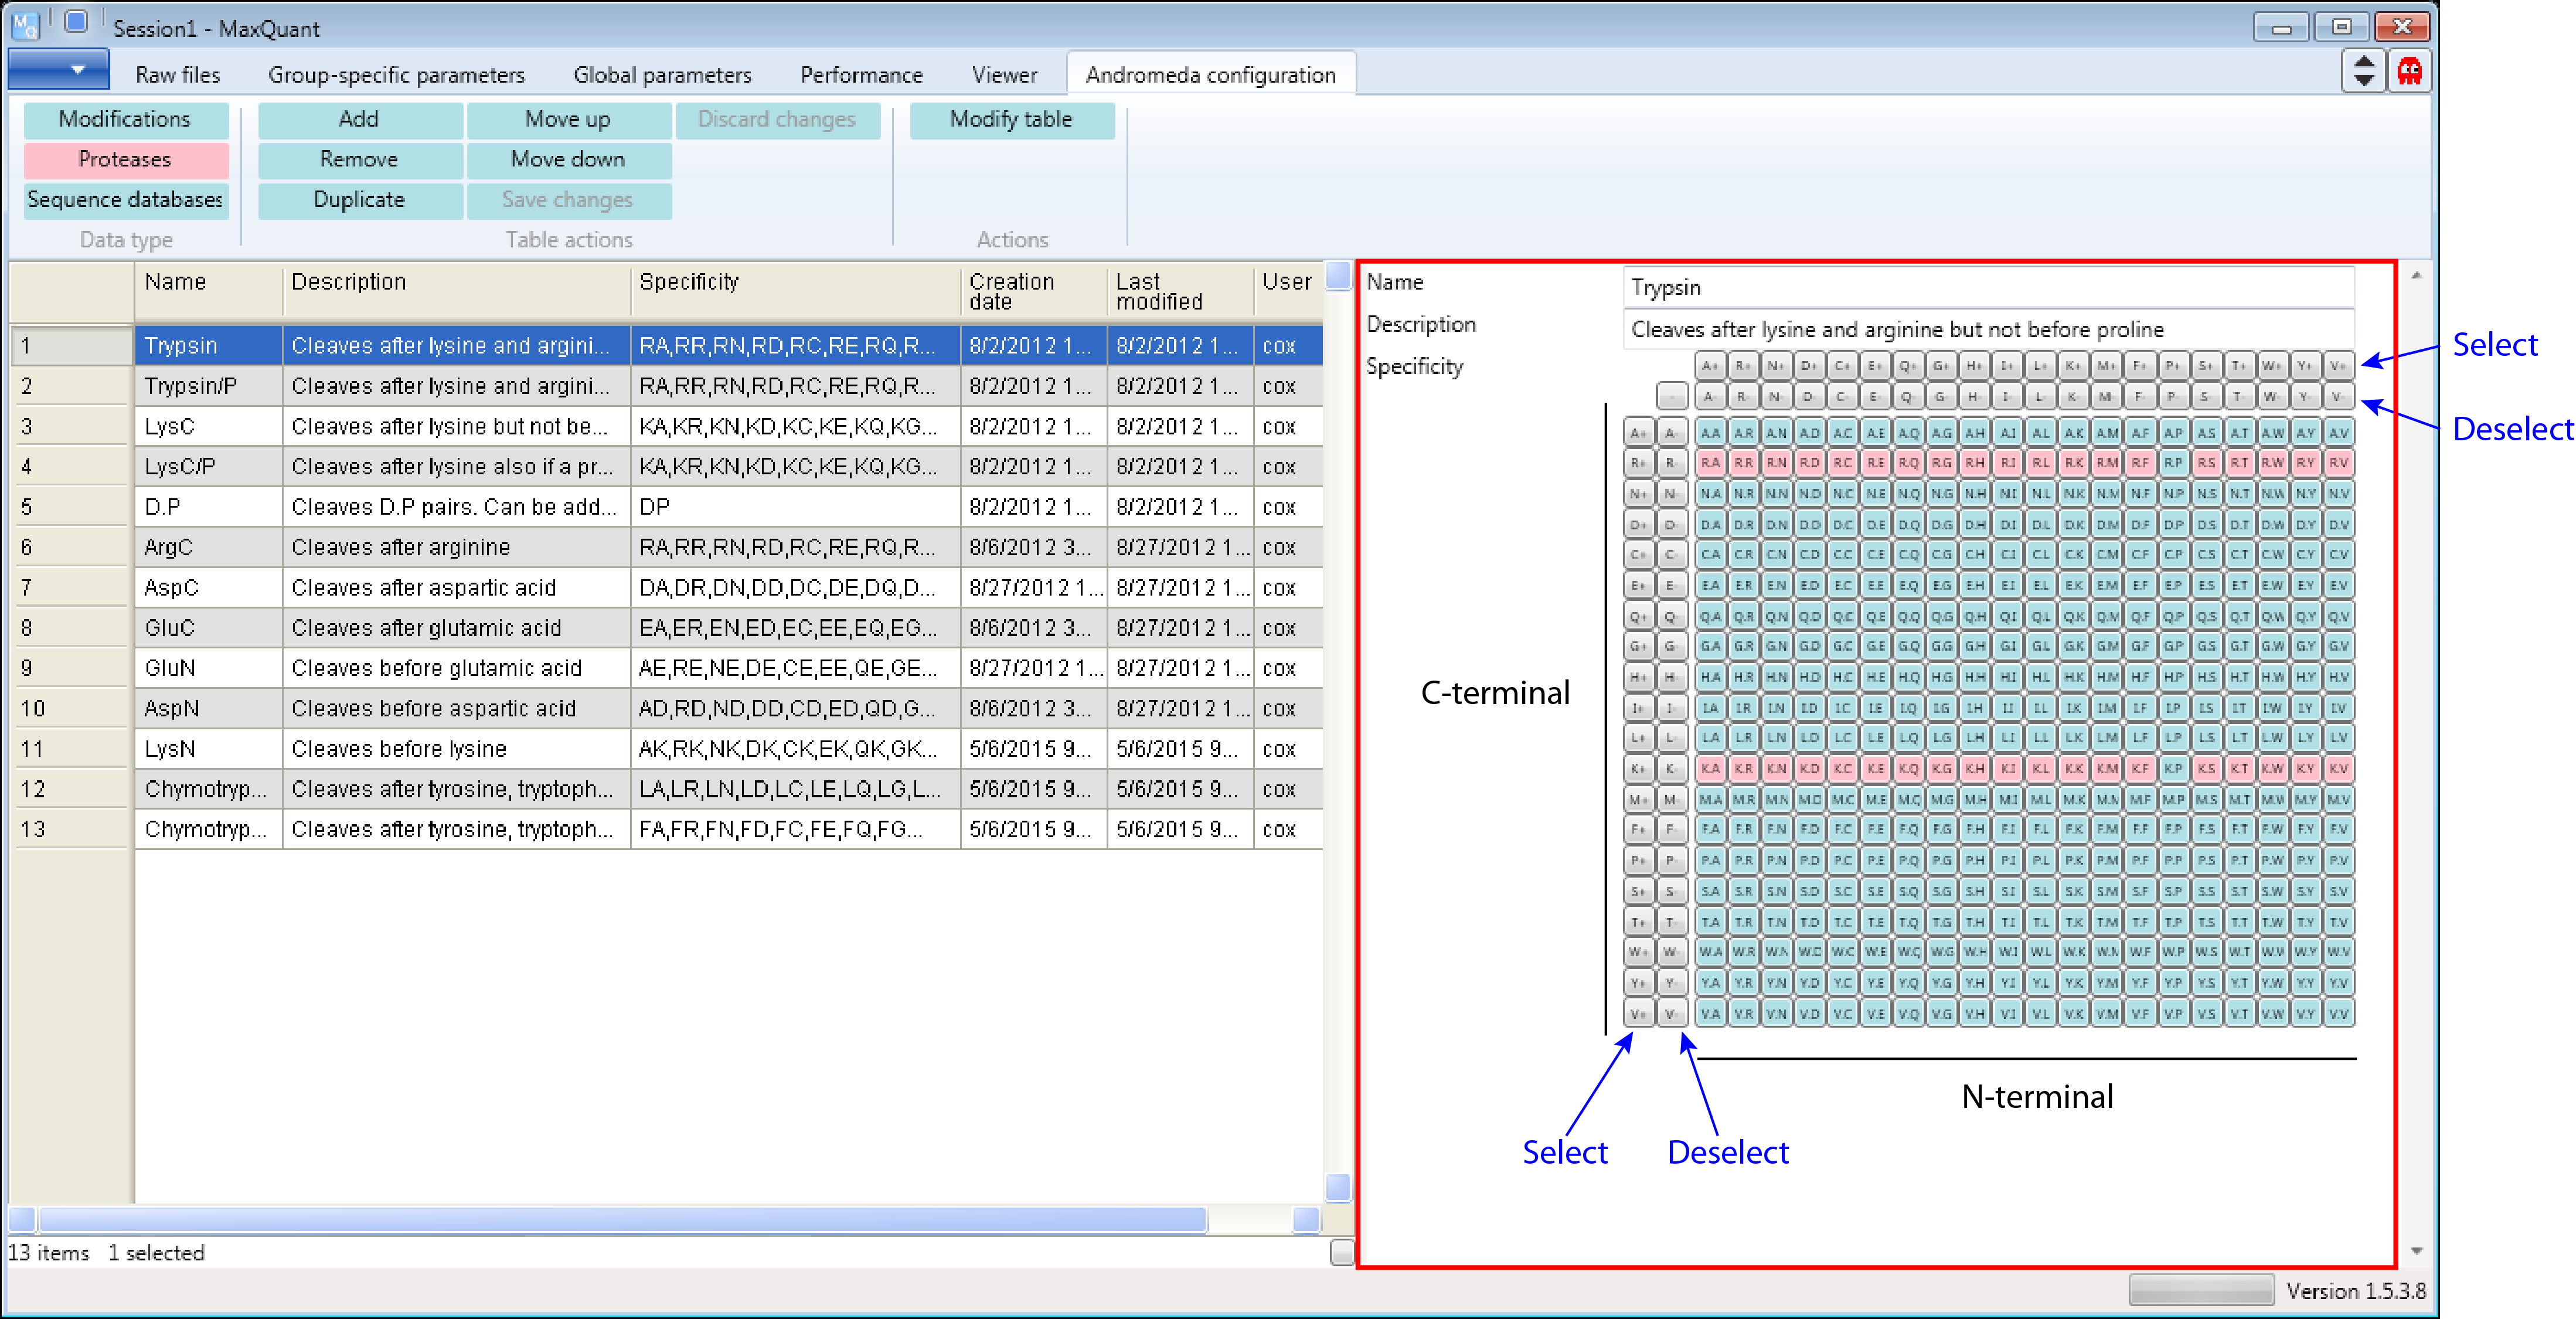 Session1 - MaxQuant
Raw files Group-specific parameters Global parameters Performance Viewer Andromeda configuration
Modifications Add Move up Discard changes Modify table
Proteases Remove Move down
Sequence databases Duplicate Save changes
Data type Table actions Actions
Name Description Specificity Creation date Last modified User
1 Trypsin Cleaves after lysine and argini... RA,RR,RN,RD,RC,RE,RQ,R... 8/2/2012 1... 8/2/2012 1... cox
2 Trypsin/P Cleaves after lysine and argini... RA,RR,RN,RD,RC,RE,RQ,R... 8/2/2012 1... 8/2/2012 1... cox
3 LysC Cleaves after lysine but not be... KA,KR,KN,KD,KC,KE,KQ,KG... 8/2/2012 1... 8/2/2012 1... cox
4 LysC/P Cleaves after lysine also if a pr... KA,KR,KN,KD,KC,KE,KQ,KG... 8/2/2012 1... 8/2/2012 1... cox
5 D.P Cleaves D.P pairs. Can be add... DP 8/2/2012 1... 8/2/2012 1... cox
6 ArgC Cleaves after arginine RA,RR,RN,RD,RC,RE,RQ,R... 8/6/2012 3... 8/27/2012 1... cox
7 AspC Cleaves after aspartic acid DA,DR,DN,DD,DC,DE,DQ,D... 8/27/2012 1... 8/27/2012 1... cox
8 GluC Cleaves after glutamic acid EA,ER,EN,ED,EC,EE,EQ,EG... 8/6/2012 3... 8/27/2012 1... cox
9 GluN Cleaves before glutamic acid AE,RE,NE,DE,CE,EE,QE,GE... 8/27/2012 1... 8/27/2012 1... cox
10 AspN Cleaves before aspartic acid AD,RD,ND,DD,CD,ED,QD,G... 8/6/2012 3... 8/27/2012 1... cox
11 LysN Cleaves before lysine AK,RK,NK,DK,CK,EK,QK,GK... 5/6/2015 9... 5/6/2015 9... cox
12 Chymotryp... Cleaves after tyrosine, tryptoph... LA,LR,LN,LD,LC,LE,LQ,LG,L... 5/6/2015 9... 5/6/2015 9... cox
13 Chymotryp... Cleaves after tyrosine, tryptoph... FA,FR,FN,FD,FC,FE,FQ,FG... 5/6/2015 9... 5/6/2015 9... cox
13 items 1 selected
Name Trypsin
Description Cleaves after lysine and arginine but not before proline
Specificity
A+ R+ N+ D+ C+ E+ Q+ G+ H+ I+ L+ K+ M+ F+ P+ S+ T+ W+ Y+ V+
- A- R- N- D- C- E- Q- G- H- I- L- K- M- F- P- S- T- W- Y- V-
A+ A- A.A A.R A.N A.D A.C A.E A.Q A.G A.H A.I A.L A.K A.M A.F A.P A.S A.T A.W A.Y A.V
R+ R- R.A R.R R.N R.D R.C R.E R.Q R.G R.H R.I R.L R.K R.M R.F R.P R.S R.T R.W R.Y R.V
N+ N- N.A N.R N.N N.D N.C N.E N.Q N.G N.H N.I N.L N.K N.M N.F N.P N.S N.T N.W N.Y N.V
D+ D- D.A D.R D.N D.D D.C D.E D.Q D.G D.H D.I D.L D.K D.M D.F D.P D.S D.T D.W D.Y D.V
C+ C- C.A C.R C.N C.D C.C C.E C.Q C.G C.H C.I C.L C.K C.M C.F C.P C.S C.T C.W C.Y C.V
E+ E- E.A E.R E.N E.D E.C E.E E.Q E.G E.H E.I E.L E.K E.M E.F E.P E.S E.T E.W E.Y E.V
Q+ Q- Q.A Q.R Q.N Q.D Q.C Q.E Q.Q Q.G Q.H Q.I Q.L Q.K Q.M Q.F Q.P Q.S Q.T Q.W Q.Y Q.V
G+ G- G.A G.R G.N G.D G.C G.E G.Q G.G G.H G.I G.L G.K G.M G.F G.P G.S G.T G.W G.Y G.V
H+ H- H.A H.R H.N H.D H.C H.E H.Q H.G H.H H.I H.L H.K H.M H.F H.P H.S H.T H.W H.Y H.V
I+ I- I.A I.R I.N I.D I.C I.E I.Q I.G I.H I.I I.L I.K I.M I.F I.P I.S I.T I.W I.Y I.V
L+ L- L.A L.R L.N L.D L.C L.E L.Q L.G L.H L.I L.L L.K L.M L.F L.P L.S L.T L.W L.Y L.V
K+ K- K.A K.R K.N K.D K.C K.E K.Q K.G K.H K.I K.L K.K K.M K.F K.P K.S K.T K.W K.Y K.V
M+ M- M.A M.R M.N M.D M.C M.E M.Q M.G M.H M.I M.L M.K M.M M.F M.P M.S M.T M.W M.Y M.V
F+ F- F.A F.R F.N F.D F.C F.E F.Q F.G F.H F.I F.L F.K F.M F.F F.P F.S F.T F.W F.Y F.V
P+ P- P.A P.R P.N P.D P.C P.E P.Q P.G P.H P.I P.L P.K P.M P.F P.P P.S P.T P.W P.Y P.V
S+ S- S.A S.R S.N S.D S.C S.E S.Q S.G S.H S.I S.L S.K S.M S.F S.P S.S S.T S.W S.Y S.V
T+ T- T.A T.R T.N T.D T.C T.E T.Q T.G T.H T.I T.L T.K T.M T.F T.P T.S T.T T.W T.Y T.V
W+ W- W.A W.R W.N W.D W.C W.E W.Q W.G W.H W.I W.L W.K W.M W.F W.P W.S W.T W.W W.Y W.V
Y+ Y- Y.A Y.R Y.N Y.D Y.C Y.E Y.Q Y.G Y.H Y.I Y.L Y.K Y.M Y.F Y.P Y.S Y.T Y.W Y.Y Y.V
V+ V- V.A V.R V.N V.D V.C V.E V.Q V.G V.H V.I V.L V.K V.M V.F V.P V.S V.T V.W V.Y V.V
C-terminal
N-terminal
Select Deselect
Select
Deselect
Version 1.5.3.8